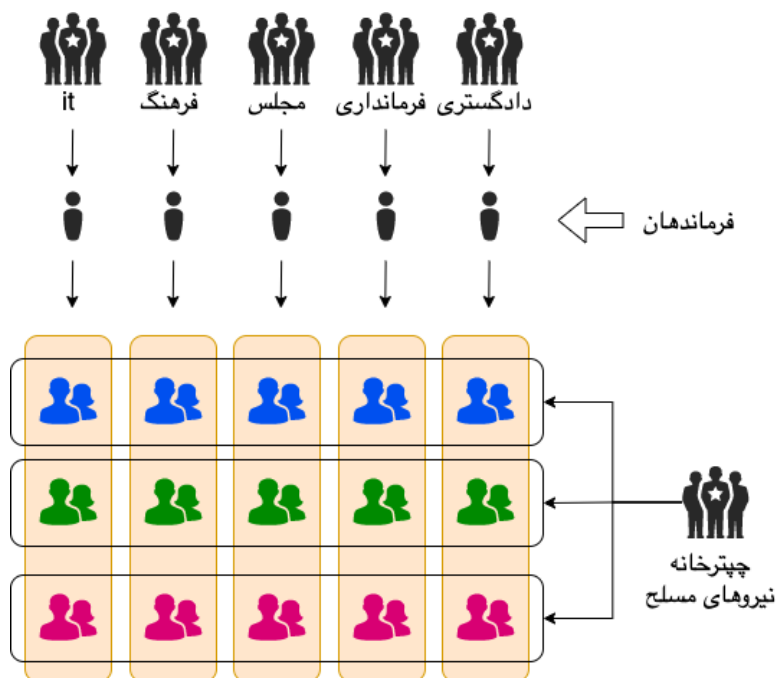 دادگستری
فرمانداری
مجلس
فرهنگ
it
فرماندهان
چپترخانه
نیروهای مسلح